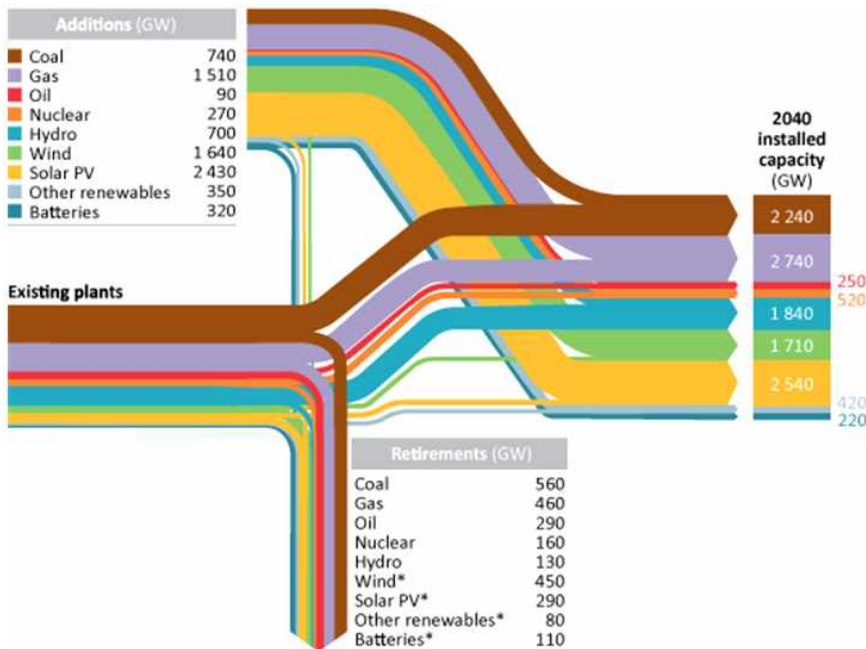 Additions (GW)
Coal 740
Gas 1 510
Oil 90
Nuclear 270
Hydro 700
Wind 1 640
Solar PV 2 430
Other renewables 350
Batteries 320
Existing plants
2040
installed
capacity
(GW)
2 240
2 740
250
520
1 840
1 710
2 540
420
220
Retirements (GW)
Coal 560
Gas 460
Oil 290
Nuclear 160
Hydro 130
Wind* 450
Solar PV* 290
Other renewables* 80
Batteries* 110